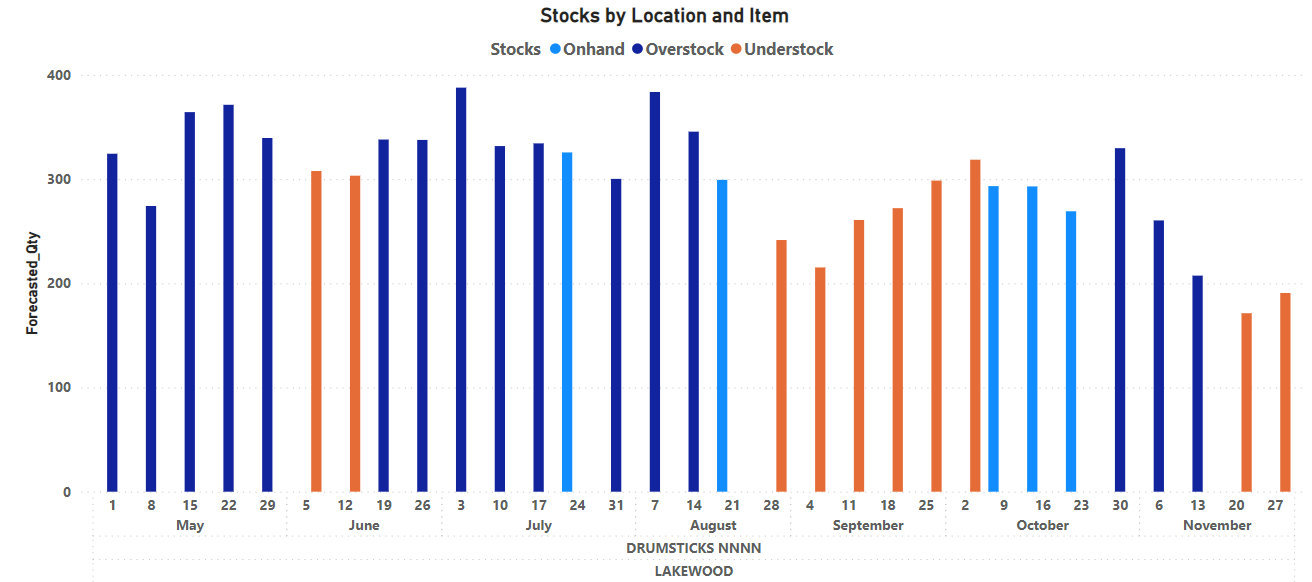 Stocks by Location and Item
Stocks Onhand Overstock Understock
Forecasted_Qty
400
300
200
100
0
1 8 15 22 29 5 12 19 26 3 10 17 24 31 7 14 21 28 4 11 18 25 2 9 16 23 30 6 13 20 27
May June July August September October November
DRUMSTICKS NNNN
LAKEWOOD